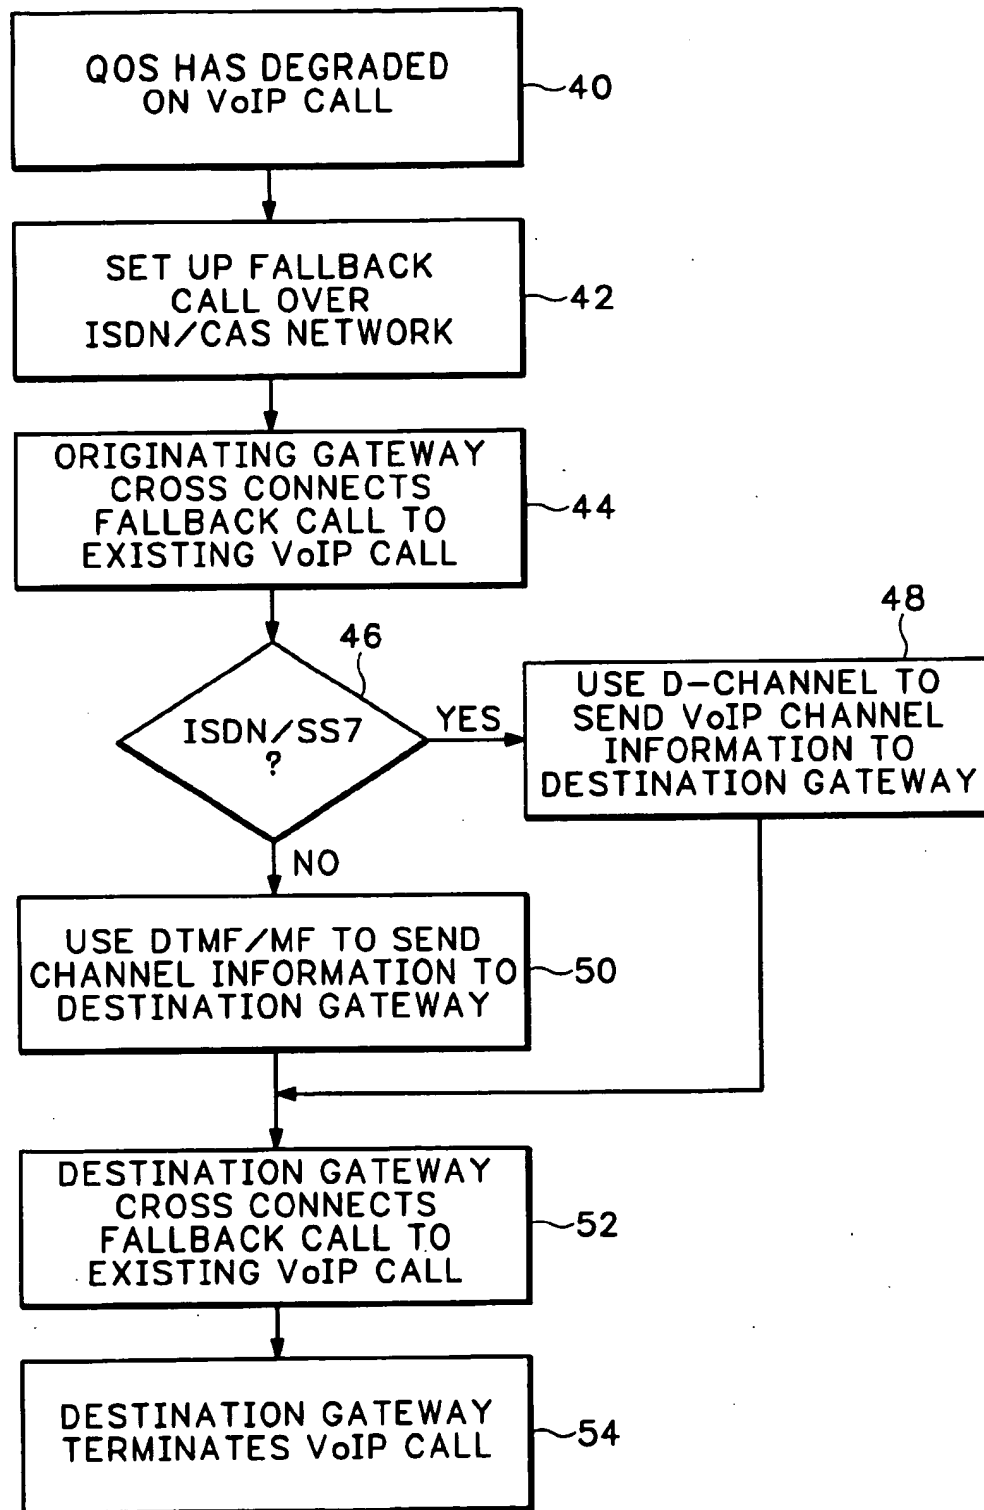 QOS HAS DEGRADED
ON VoIP CALL
40
SET UP FALLBACK
CALL OVER
ISDN/CAS NETWORK
42
ORIGINATING GATEWAY
CROSS CONNECTS
FALLBACK CALL TO
EXISTING VoIP CALL
44
46
ISDN/SS7
?
YES
48
USE D-CHANNEL TO
SEND VoIP CHANNEL
INFORMATION TO
DESTINATION GATEWAY
NO
USE DTMF/MF TO SEND
CHANNEL INFORMATION TO
DESTINATION GATEWAY
50
DESTINATION GATEWAY
CROSS CONNECTS
FALLBACK CALL TO
EXISTING VoIP CALL
52
DESTINATION GATEWAY
TERMINATES VoIP CALL
54